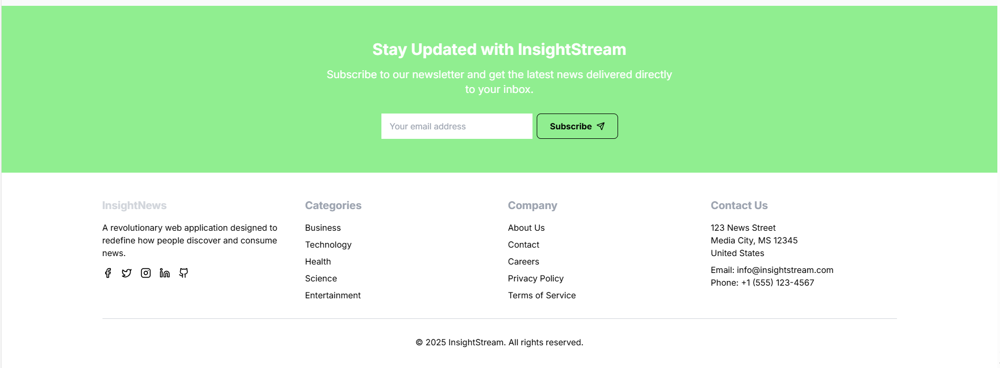 Stay Updated with InsightStream
Subscribe to our newsletter and get the latest news delivered directly
to your inbox.
Your email address
Subscribe
InsightNews
A revolutionary web application designed to
redefine how people discover and consume
news.
Categories
Business
Technology
Health
Science
Entertainment
Company
About Us
Contact
Careers
Privacy Policy
Terms of Service
Contact Us
123 News Street
Media City, MS 12345
United States
Email: info@insightstream.com
Phone: +1 (555) 123-4567
© 2025 InsightStream. All rights reserved.